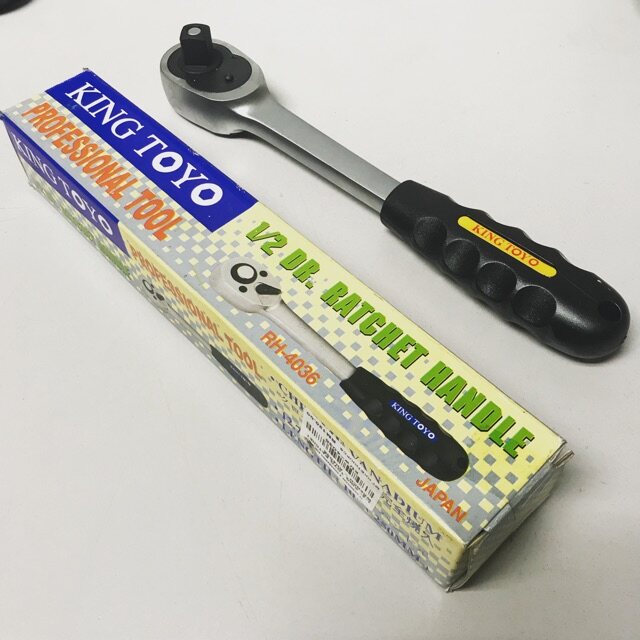 KING TOYO
PROFESSIONAL TOOL
1/2 DR. RATCHET HANDLE
RH-4036
KING TOYO
JAPAN
KING TOYO
PROFESSIONAL TOOL
VANADIUM
KING TOYO